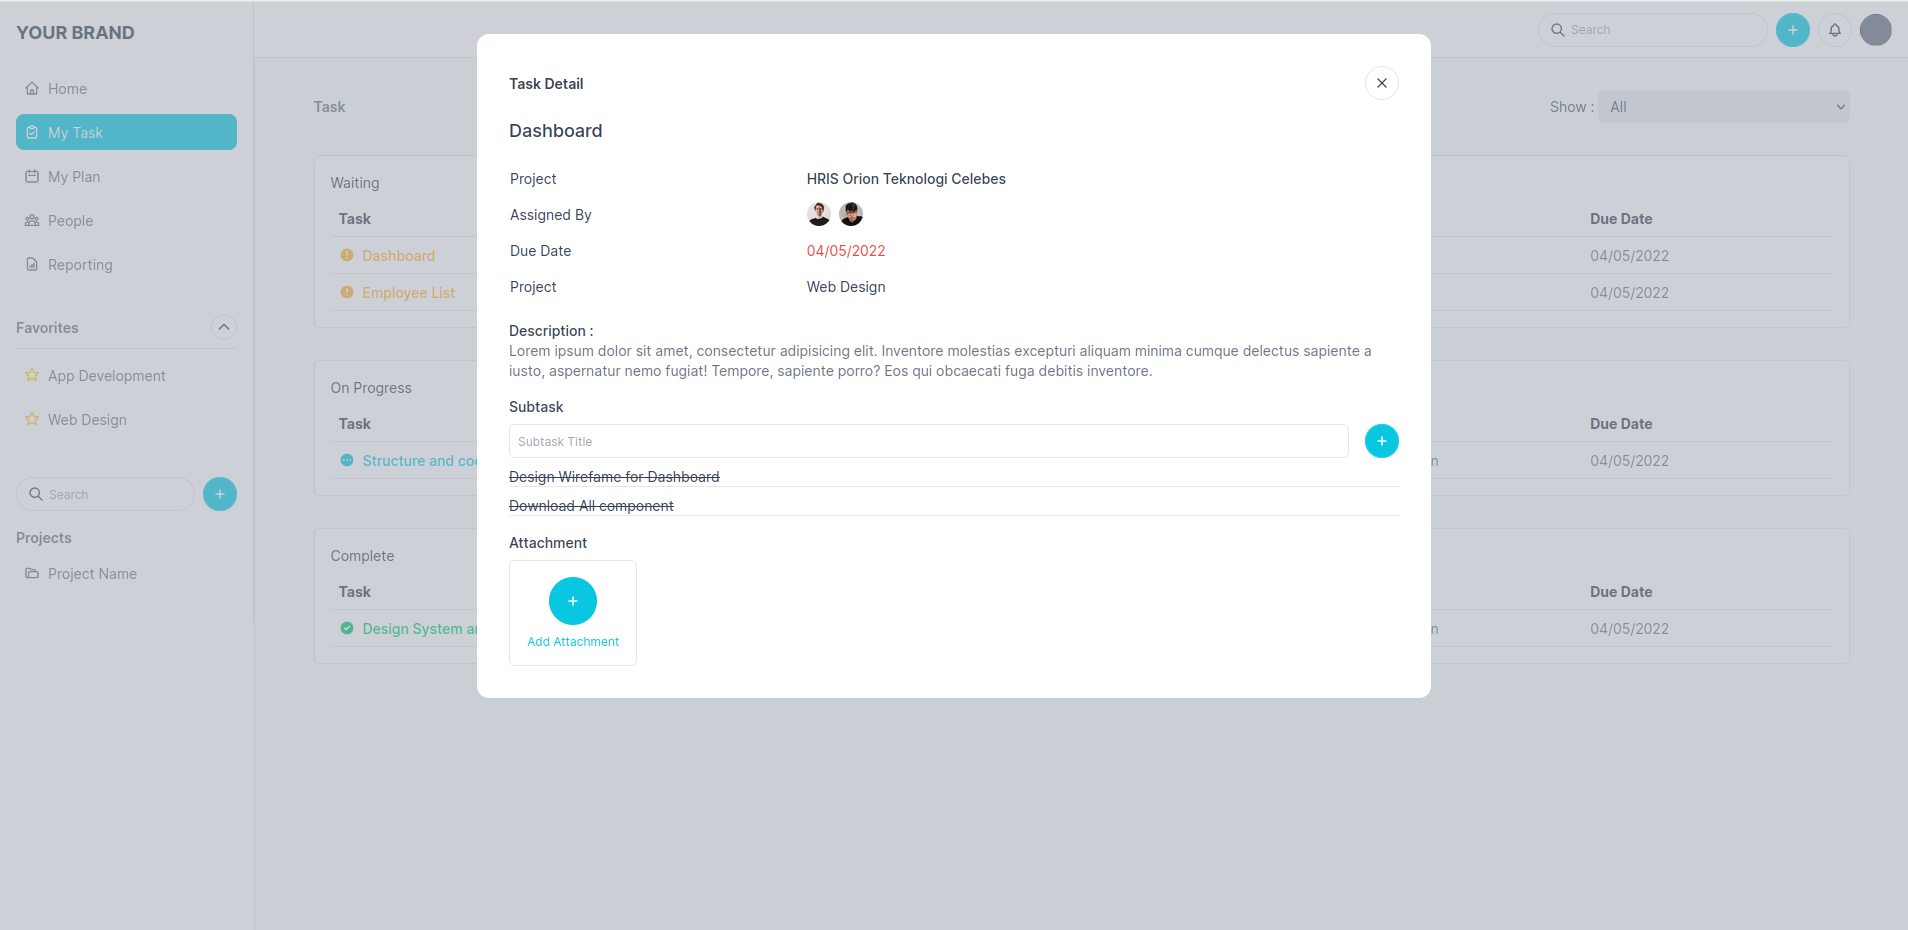 YOUR BRAND
Home
My Task
My Plan
People
Reporting
Favorites
App Development
Web Design
Search
Projects
Project Name
Search
Task
Show :
All
Waiting
Task
Due Date
Dashboard
04/05/2022
Employee List
04/05/2022
On Progress
Task
Due Date
Structure and co
n
04/05/2022
Complete
Task
Due Date
Design System a
n
04/05/2022
Task Detail
Dashboard
Project
HRIS Orion Teknologi Celebes
Assigned By
Due Date
04/05/2022
Project
Web Design
Description :
Lorem ipsum dolor sit amet, consectetur adipisicing elit. Inventore molestias excepturi aliquam minima cumque delectus sapiente a
iusto, aspernatur nemo fugiat! Tempore, sapiente porro? Eos qui obcaecati fuga debitis inventore.
Subtask
Subtask Title
Design Wirefame for Dashboard
Download All component
Attachment
Add Attachment